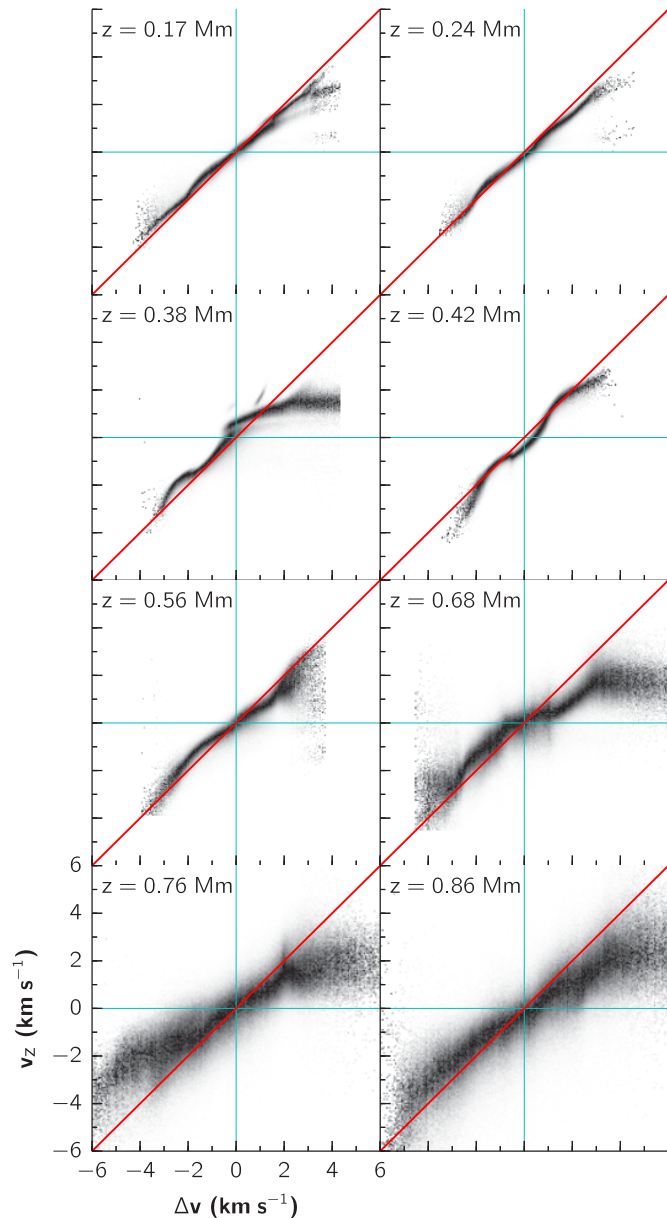 z = 0.17 Mm
z = 0.24 Mm
z = 0.38 Mm
z = 0.42 Mm
z = 0.56 Mm
z = 0.68 Mm
z = 0.76 Mm
z = 0.86 Mm
6
4
2
0
−2
−4
−6
v_z (km s⁻¹)
−6 −4 −2 0 2 4 6
Δv (km s⁻¹)